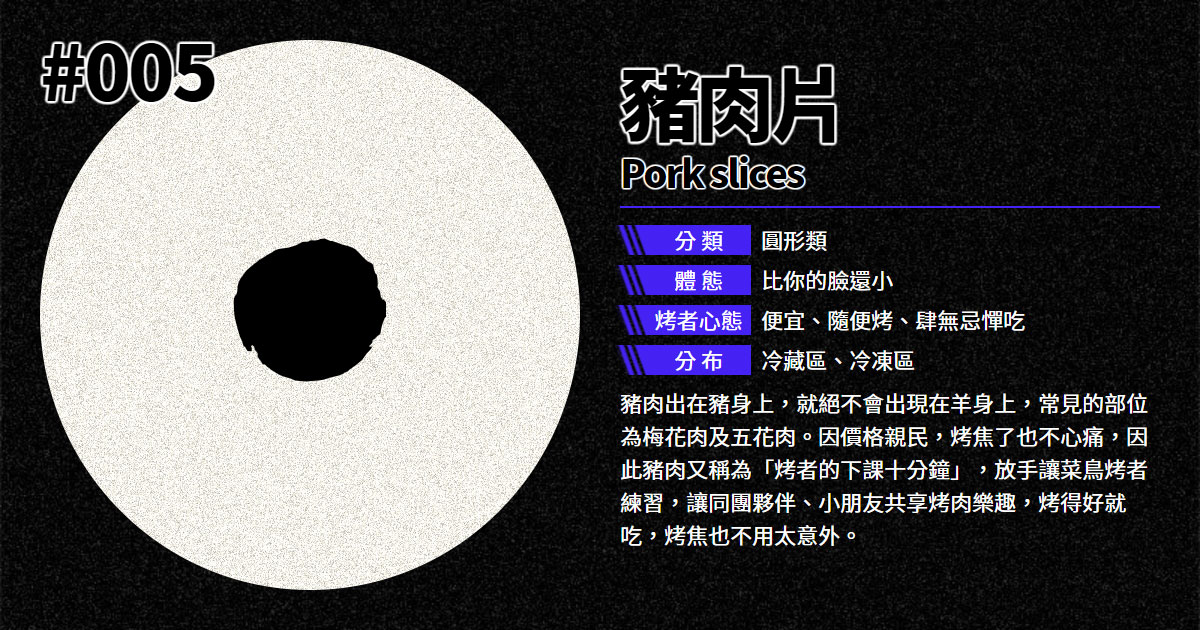 #005
豬肉片
Pork slices
分類 圓形類
體態 比你的臉還小
烤者心態 便宜、隨便烤、肆無忌憚吃
分布 冷藏區、冷凍區
豬肉出在豬身上，就絕不會出現在羊身上，常見的部位
為梅花肉及五花肉。因價格親民，烤焦了也不心痛，因
此豬肉又稱為「烤者的下課十分鐘」，放手讓菜鳥烤者
練習，讓同團夥伴、小朋友共享烤肉樂趣，烤得好就
吃，烤焦也不用太意外。